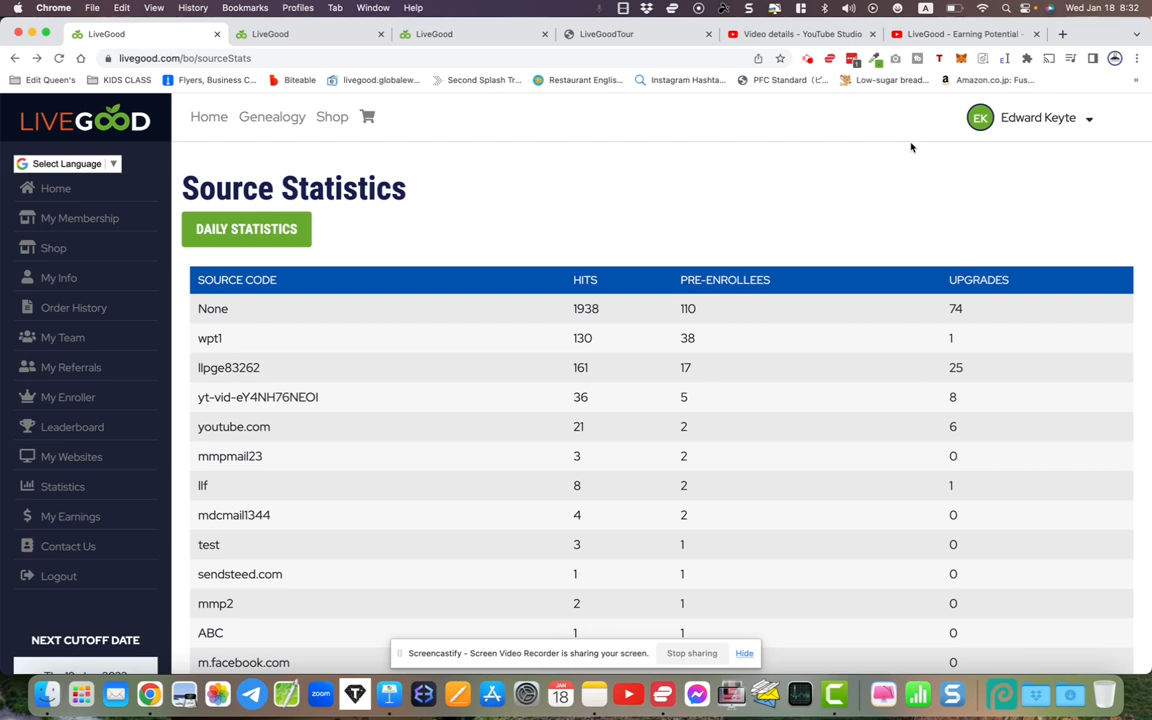 Chrome File Edit View History Bookmarks Profiles Tab Window Help A Wed Jan 18 8:32
LiveGood LiveGood LiveGood LiveGoodTour Video details - YouTube Studio LiveGood - Earning Potential -
livegood.com/bo/sourceStats
Edit Queen's KIDS CLASS Flyers, Business C... Biteable livegood.globalew... Second Splash Tr... Restaurant Englis... Instagram Hashta... PFC Standard (ビ... Low-sugar bread... Amazon.co.jp: Fus... »
LIVEGOOD Home Genealogy Shop EK Edward Keyte
Select Language ▼
Home
My Membership
Shop
My Info
Order History
My Team
My Referrals
My Enroller
Leaderboard
My Websites
Statistics
My Earnings
Contact Us
Logout
NEXT CUTOFF DATE
Source Statistics
DAILY STATISTICS
SOURCE CODE HITS PRE-ENROLLEES UPGRADES
None 1938 110 74
wpt1 130 38 1
llpge83262 161 17 25
yt-vid-eY4NH76NEOI 36 5 8
youtube.com 21 2 6
mmpmail23 3 2 0
llf 8 2 1
mdcmail1344 4 2 0
test 3 1 0
sendsteed.com 1 1 0
mmp2 2 1 0
ABC 1 1 0
m.facebook.com 0
Screencastify - Screen Video Recorder is sharing your screen. Stop sharing Hide
zoom JAN 18